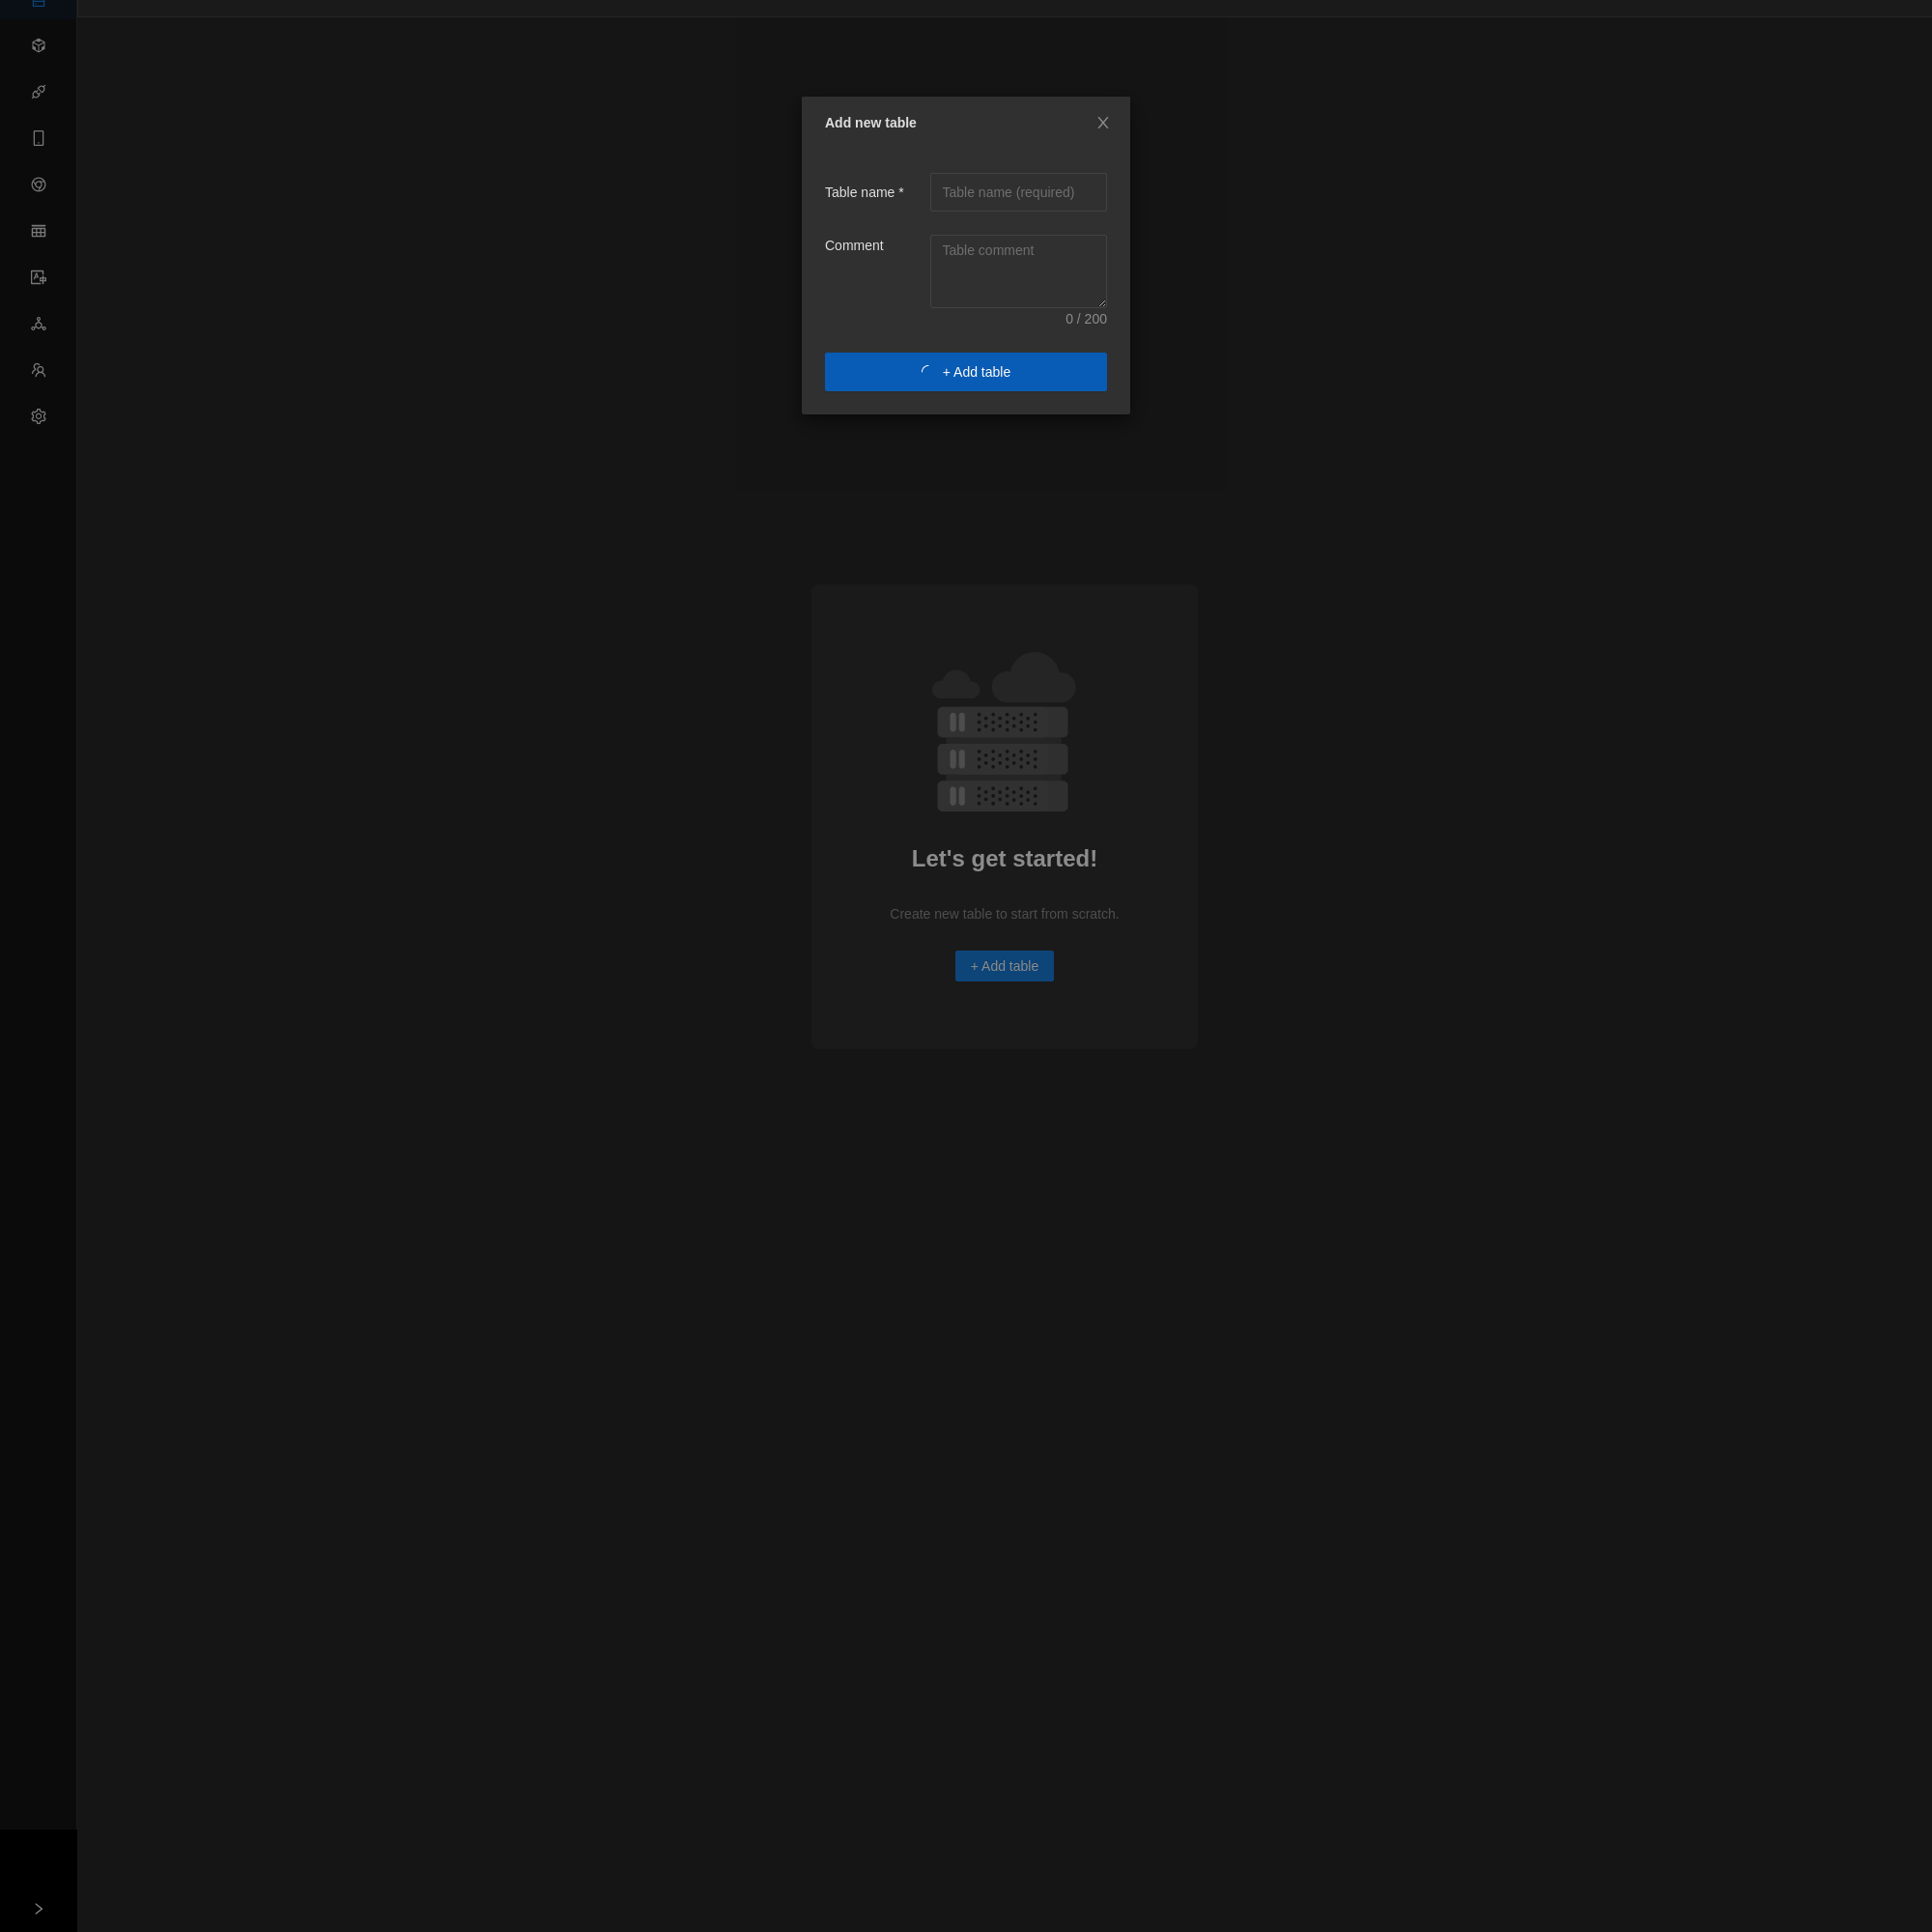 Add new table
Table name *
Table name (required)
Comment
Table comment
0 / 200
+ Add table
Let's get started!
Create new table to start from scratch.
+ Add table